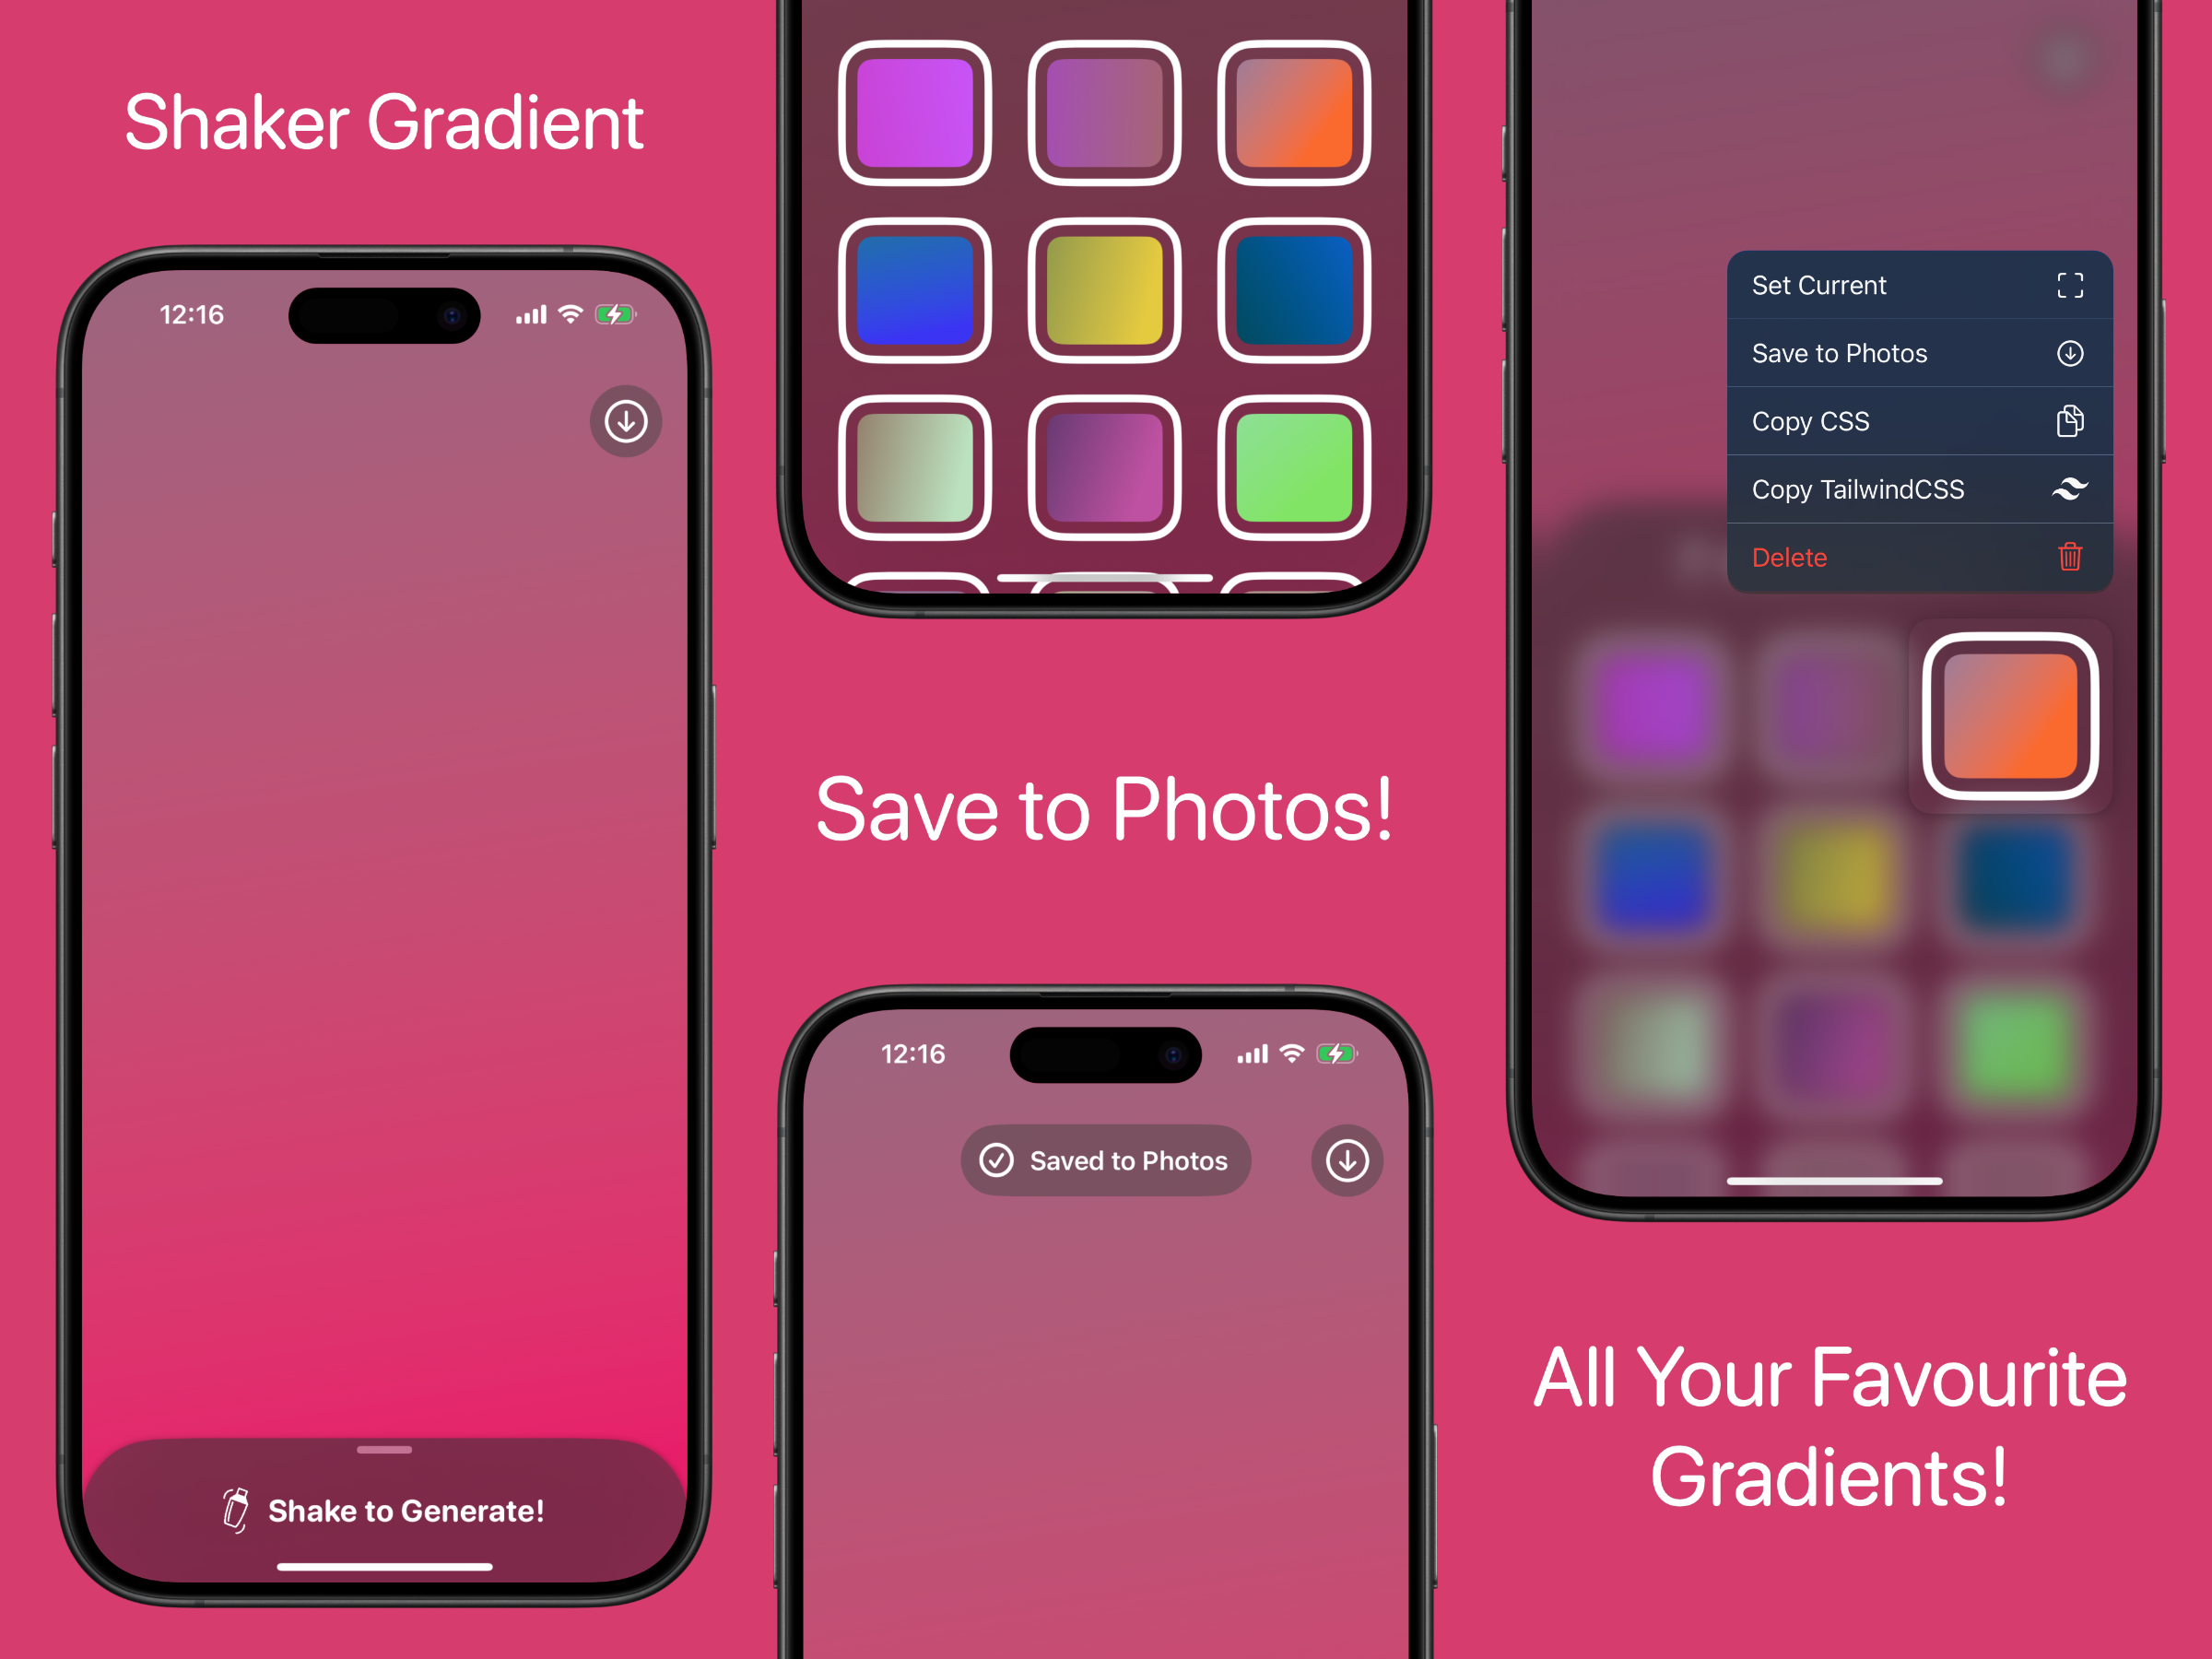 Shaker Gradient
12:16
Shake to Generate!
Save to Photos!
12:16
Saved to Photos
Set Current
Save to Photos
Copy CSS
Copy TailwindCSS
Delete
All Your Favourite
Gradients!